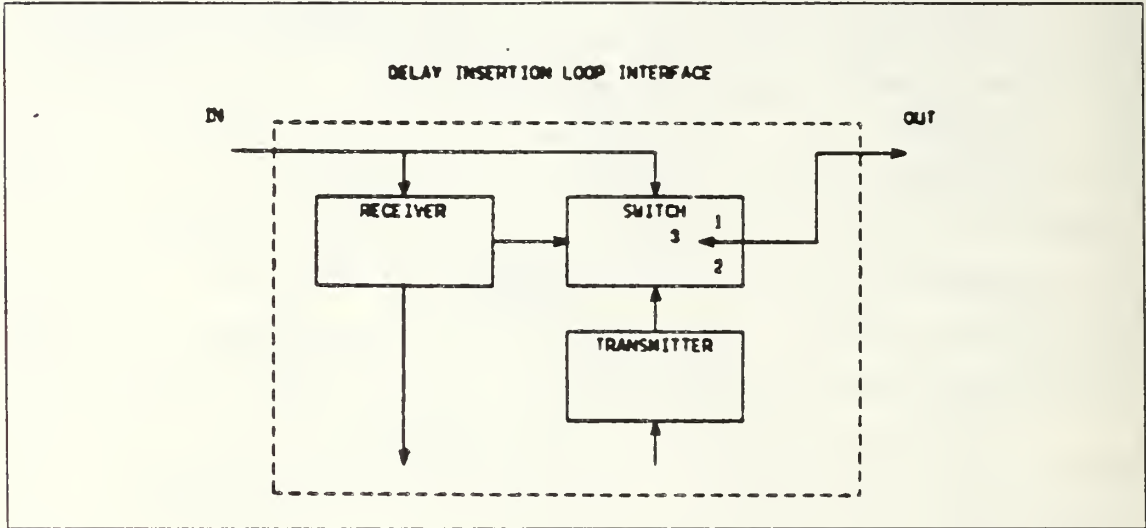 DELAY INSERTION LOOP INTERFACE
IN
OUT
RECEIVER
SWITCH
1
3
2
TRANSMITTER